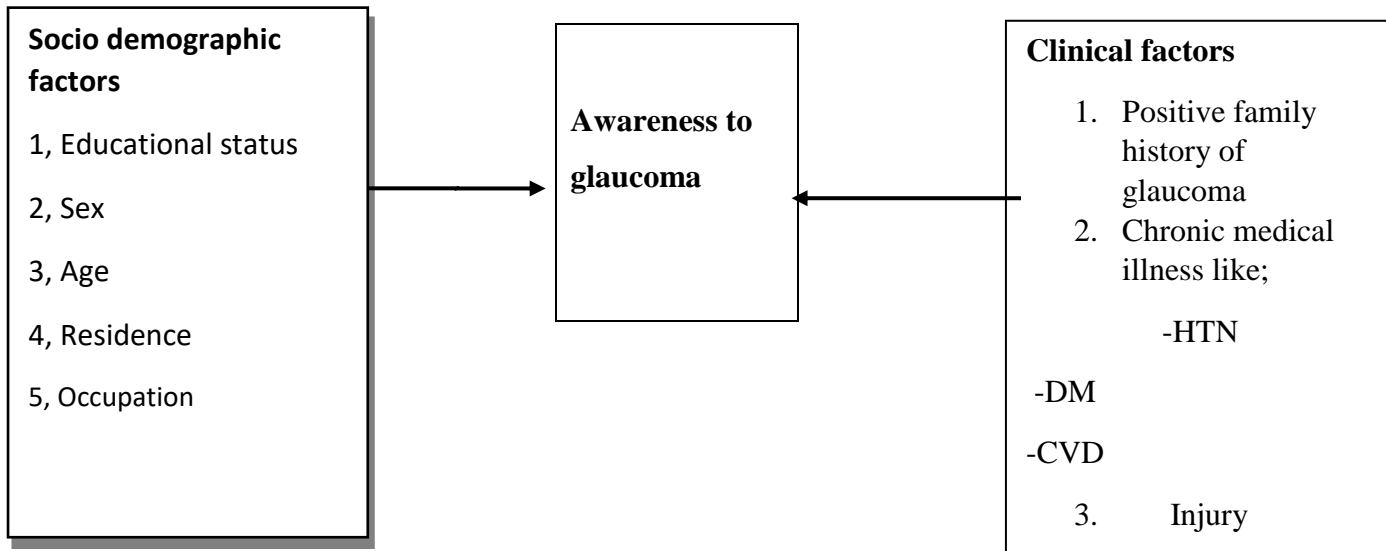 Socio demographic
factors
1, Educational status
2, Sex
3, Age
4, Residence
5, Occupation
Awareness to
glaucoma
Clinical factors
1. Positive family
history of
glaucoma
2. Chronic medical
illness like;
-HTN
-DM
-CVD
3. Injury